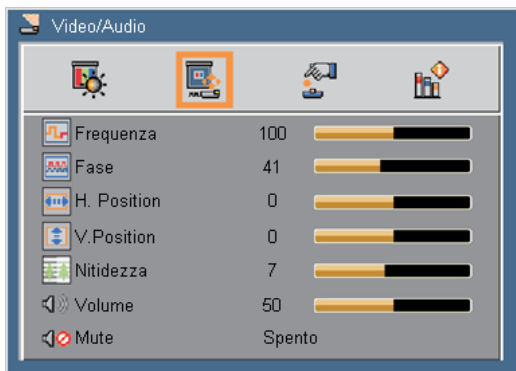 Video/Audio
Frequenza 100
Fase 41
H. Position 0
V.Position 0
Nitidezza 7
Volume 50
Mute Spento